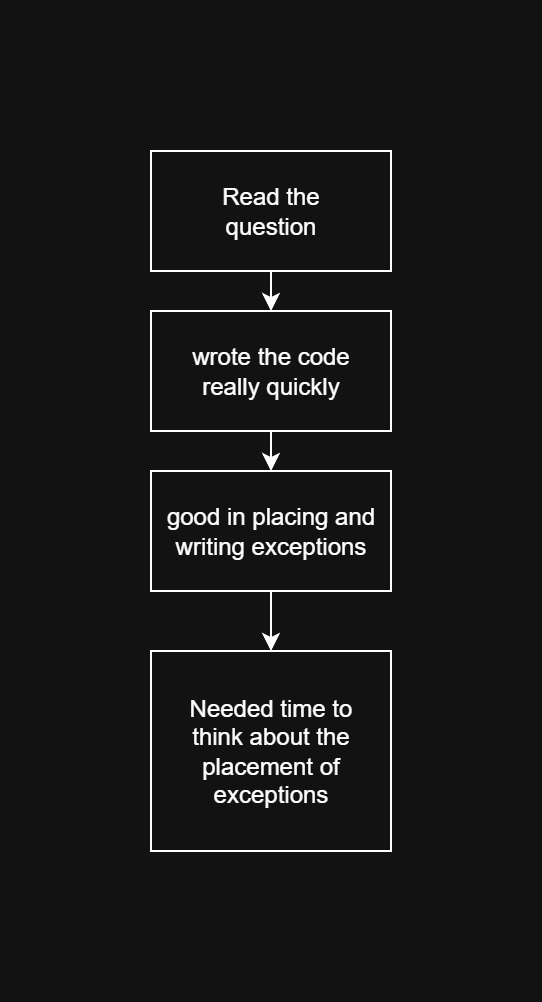 Read the
question
wrote the code
really quickly
good in placing and
writing exceptions
Needed time to
think about the
placement of
exceptions